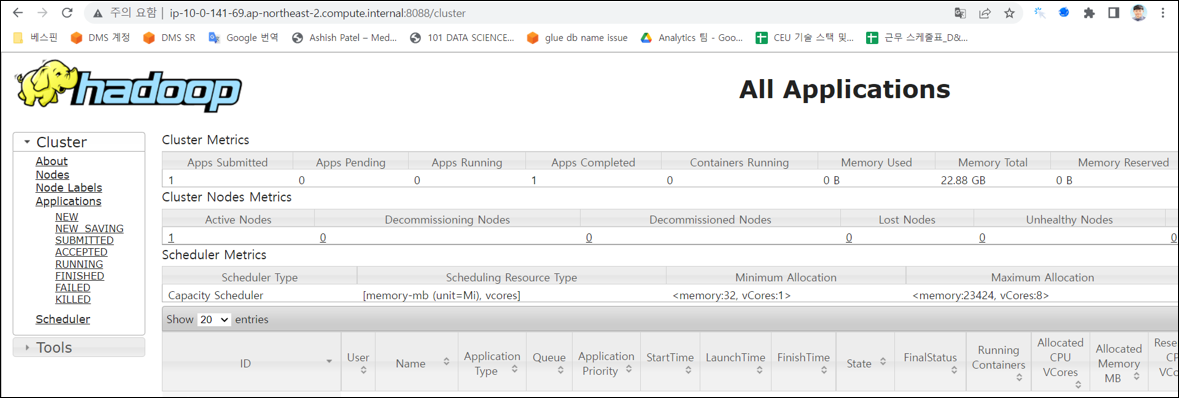 주의 요함 | ip-10-0-141-69.ap-northeast-2.compute.internal:8088/cluster
베스핀 DMS 계정 DMS SR Google 번역 Ashish Patel – Med... 101 DATA SCIENCE... glue db name issue Analytics 팀 - Goo... CEU 기술 스택 및... 근무 스케줄표_D&...
hadoop
All Applications
Cluster
About
Nodes
Node Labels
Applications
NEW
NEW_SAVING
SUBMITTED
ACCEPTED
RUNNING
FINISHED
FAILED
KILLED
Scheduler
Tools
Cluster Metrics
Apps Submitted Apps Pending Apps Running Apps Completed Containers Running Memory Used Memory Total Memory Reserved
1 0 0 1 0 0 B 22.88 GB 0 B
Cluster Nodes Metrics
Active Nodes Decommissioning Nodes Decommissioned Nodes Lost Nodes Unhealthy Nodes
1 0 0 0 0 0
Scheduler Metrics
Scheduler Type Scheduling Resource Type Minimum Allocation Maximum Allocation
Capacity Scheduler [memory-mb (unit=Mi), vcores] <memory:32, vCores:1> <memory:23424, vCores:8>
Show 20 entries
ID User Name Application Type Queue Application Priority StartTime LaunchTime FinishTime State FinalStatus Running Containers Allocated CPU VCores Allocated Memory MB